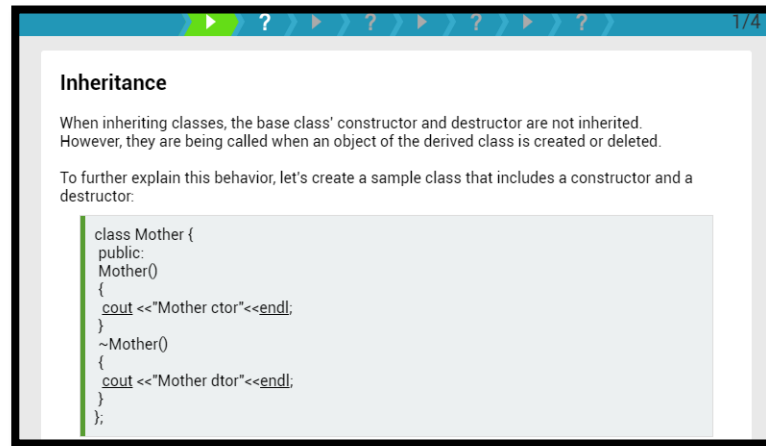 ? ? ? ? 1/4
Inheritance
When inheriting classes, the base class' constructor and destructor are not inherited.
However, they are being called when an object of the derived class is created or deleted.
To further explain this behavior, let's create a sample class that includes a constructor and a
destructor:
class Mother {
public:
Mother()
{
cout <<"Mother ctor"<<endl;
}
~Mother()
{
cout <<"Mother dtor"<<endl;
}
};